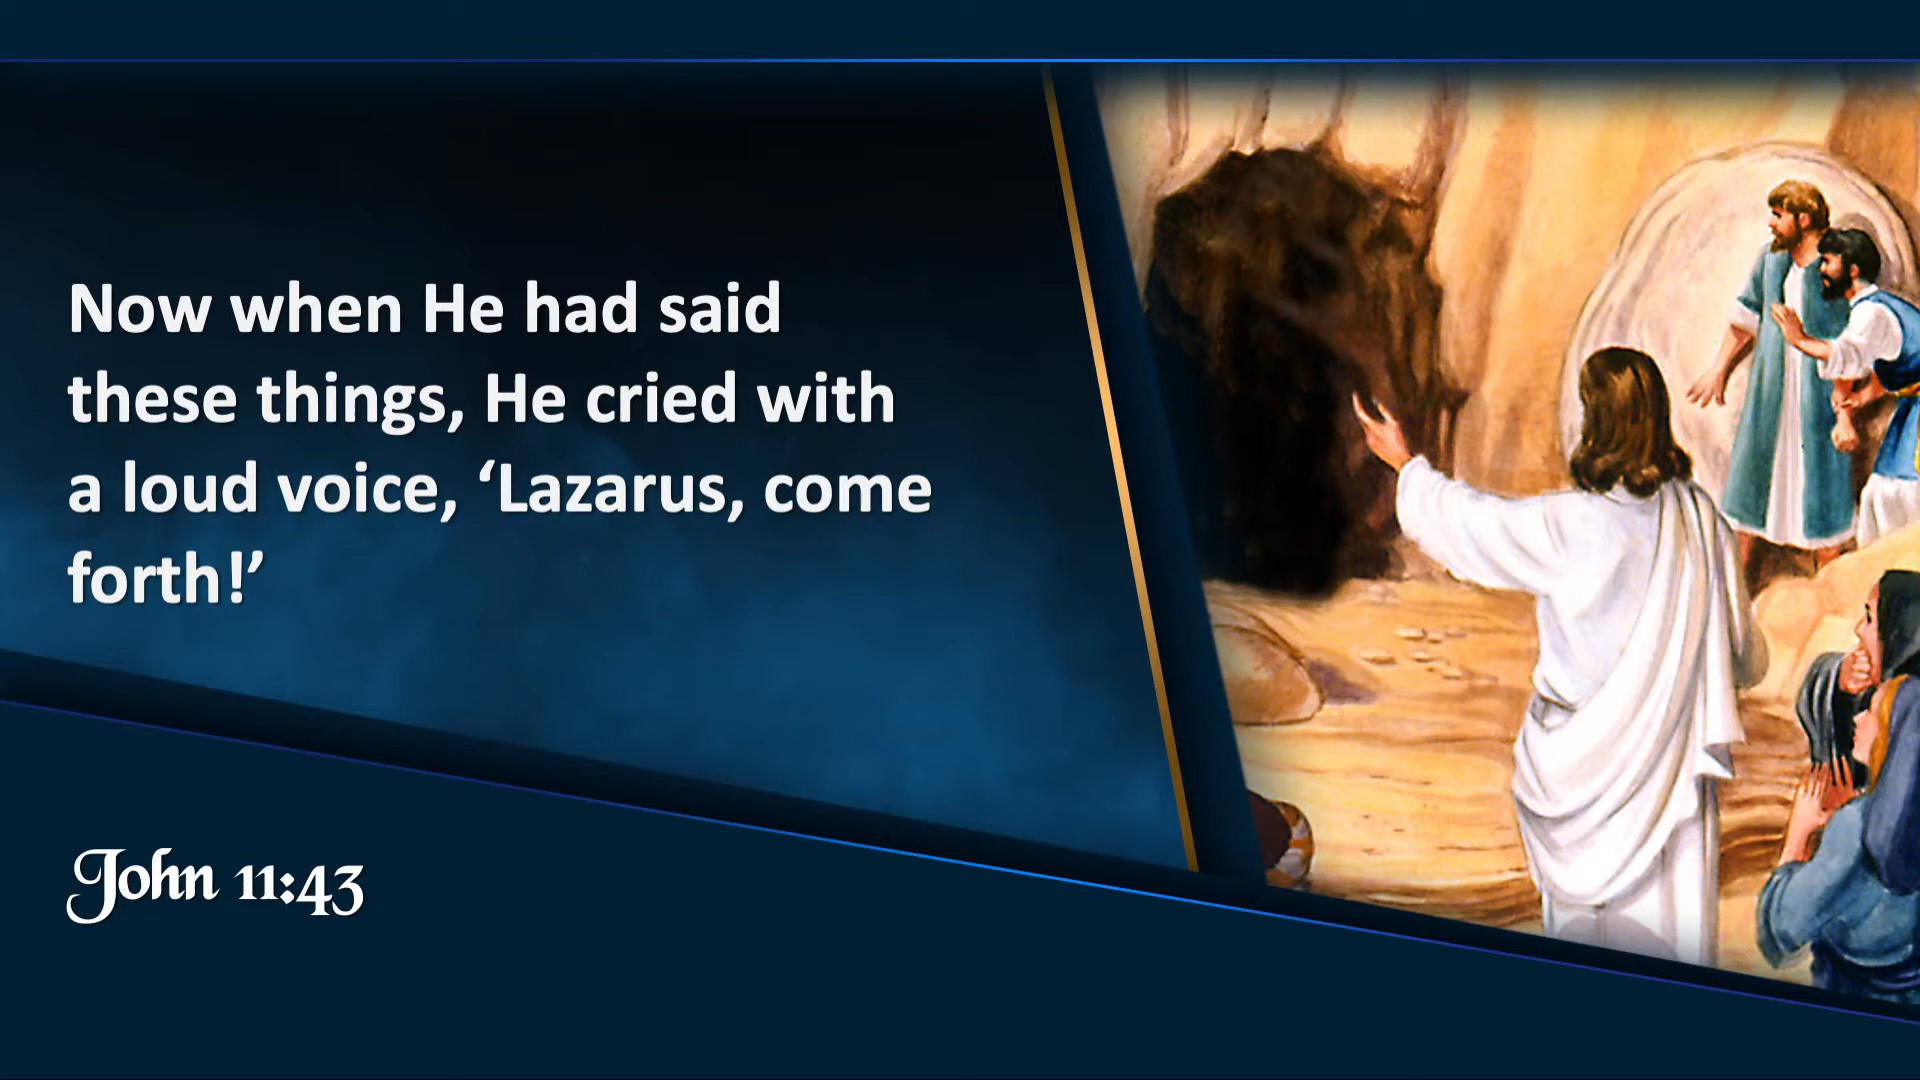 Now when He had said
these things, He cried with
a loud voice, ‘Lazarus, come
forth!’
John 11:43